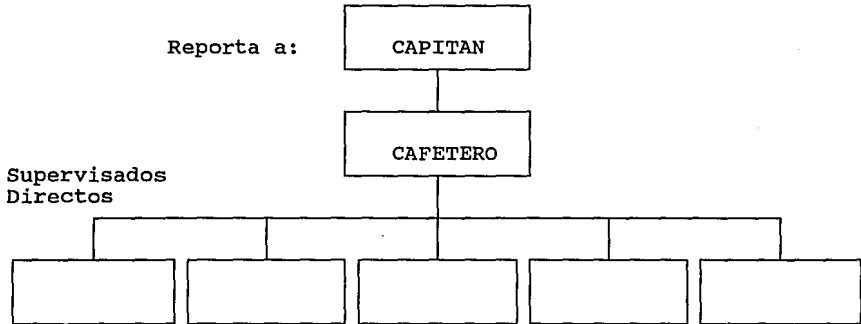 Reporta a:
CAPITAN
CAFETERO
Supervisados
Directos